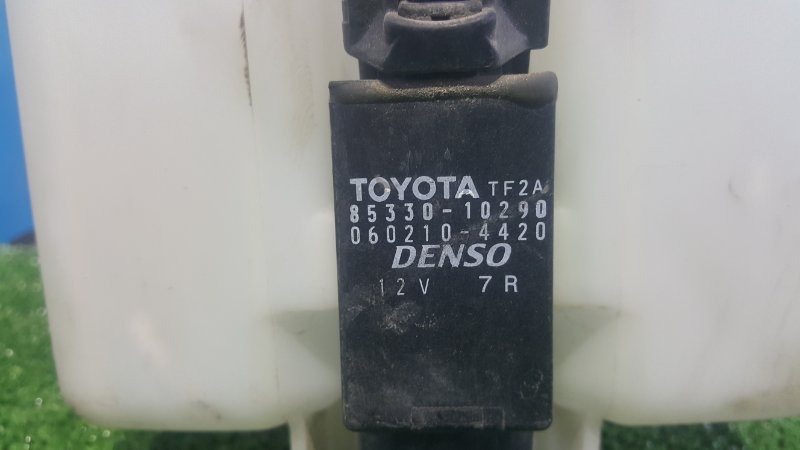 TOYOTA TF2A
85330-10290
060210-4420
DENSO
12V 7R